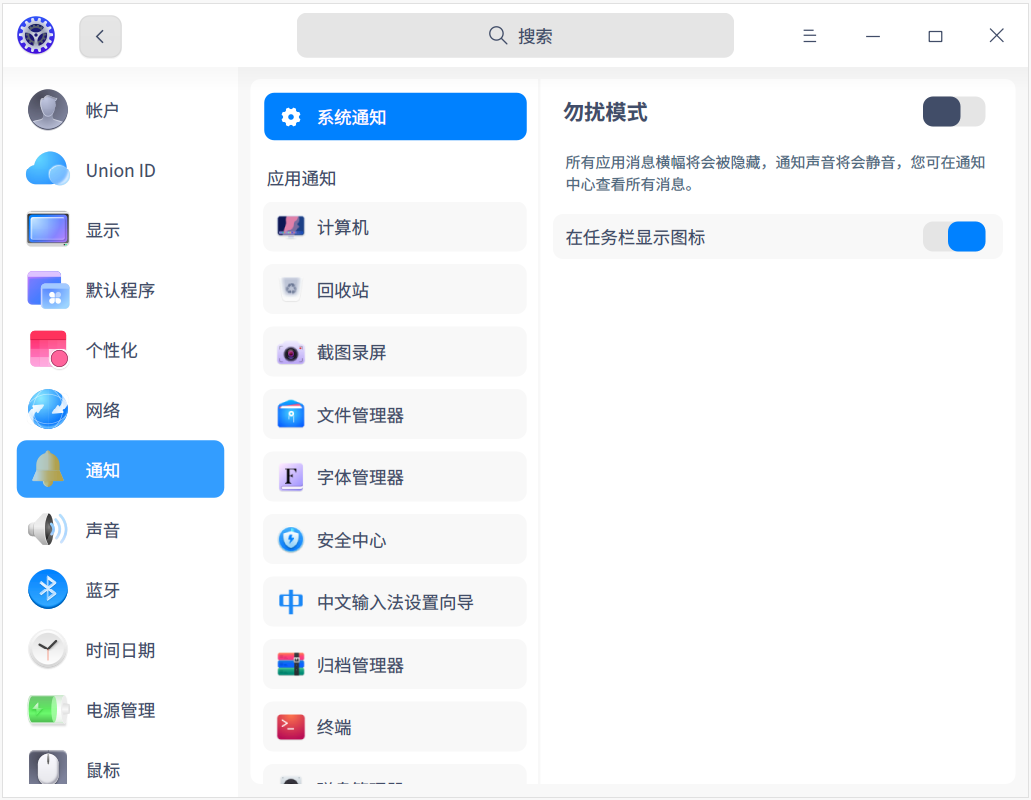 搜索
帐户
Union ID
显示
默认程序
个性化
网络
通知
声音
蓝牙
时间日期
电源管理
鼠标
系统通知
应用通知
计算机
回收站
截图录屏
文件管理器
F
字体管理器
安全中心
中文输入法设置向导
归档管理器
终端
勿扰模式
所有应用消息横幅将会被隐藏，通知声音将会静音，您可在通知
中心查看所有消息。
在任务栏显示图标